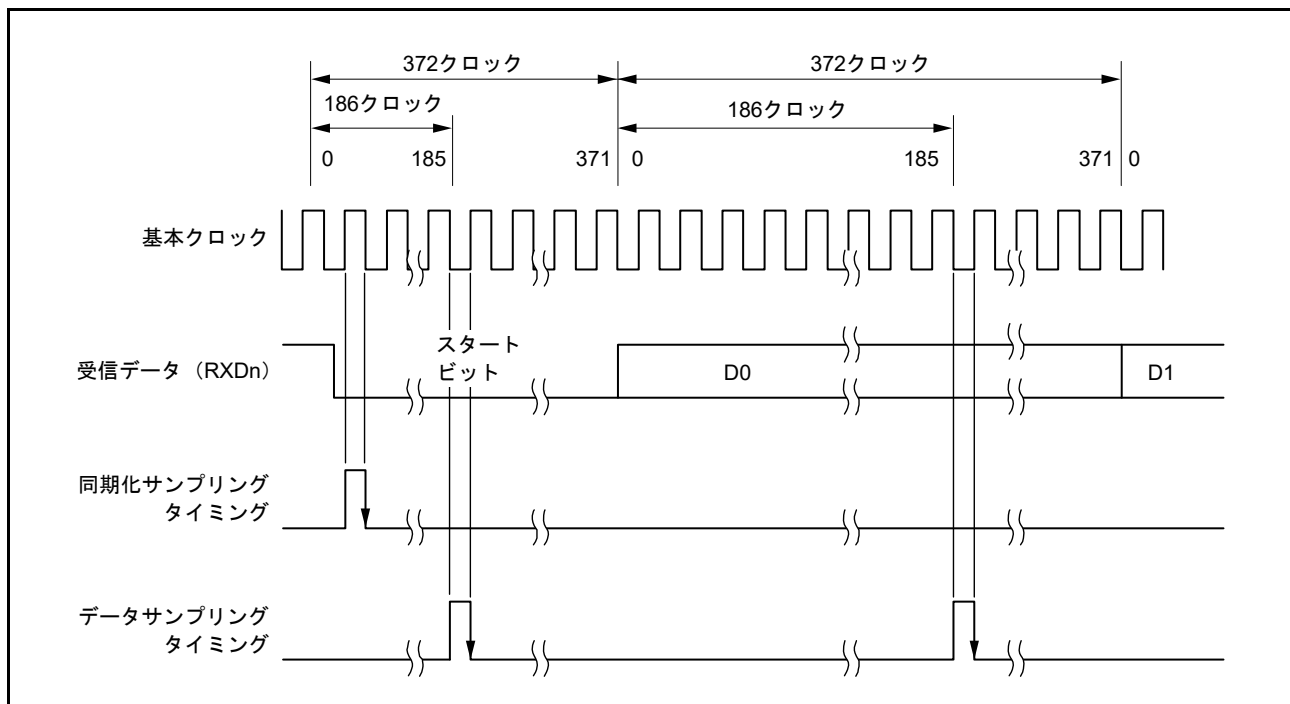 372クロック
372クロック
186クロック
186クロック
0
185
371
0
185
371
0
基本クロック
受信データ（RXDn）
スタート
ビット
D0
D1
同期化サンプリング
タイミング
データサンプリング
タイミング